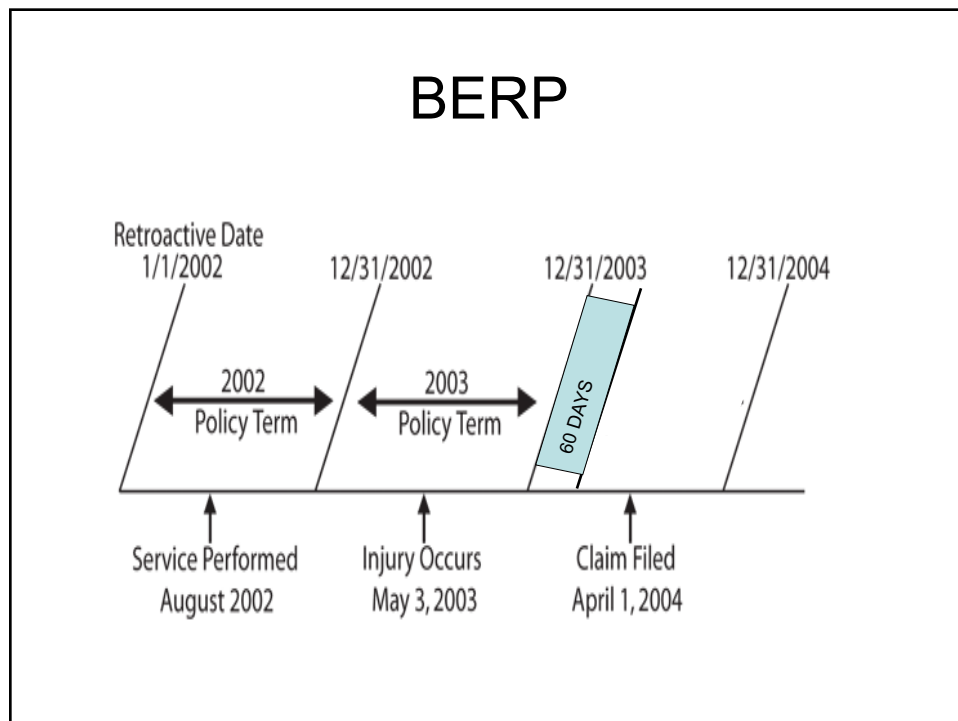 BERP
Retroactive Date
1/1/2002
12/31/2002
12/31/2003
12/31/2004
2002
Policy Term
2003
Policy Term
60 DAYS
Service Performed
August 2002
Injury Occurs
May 3, 2003
Claim Filed
April 1, 2004